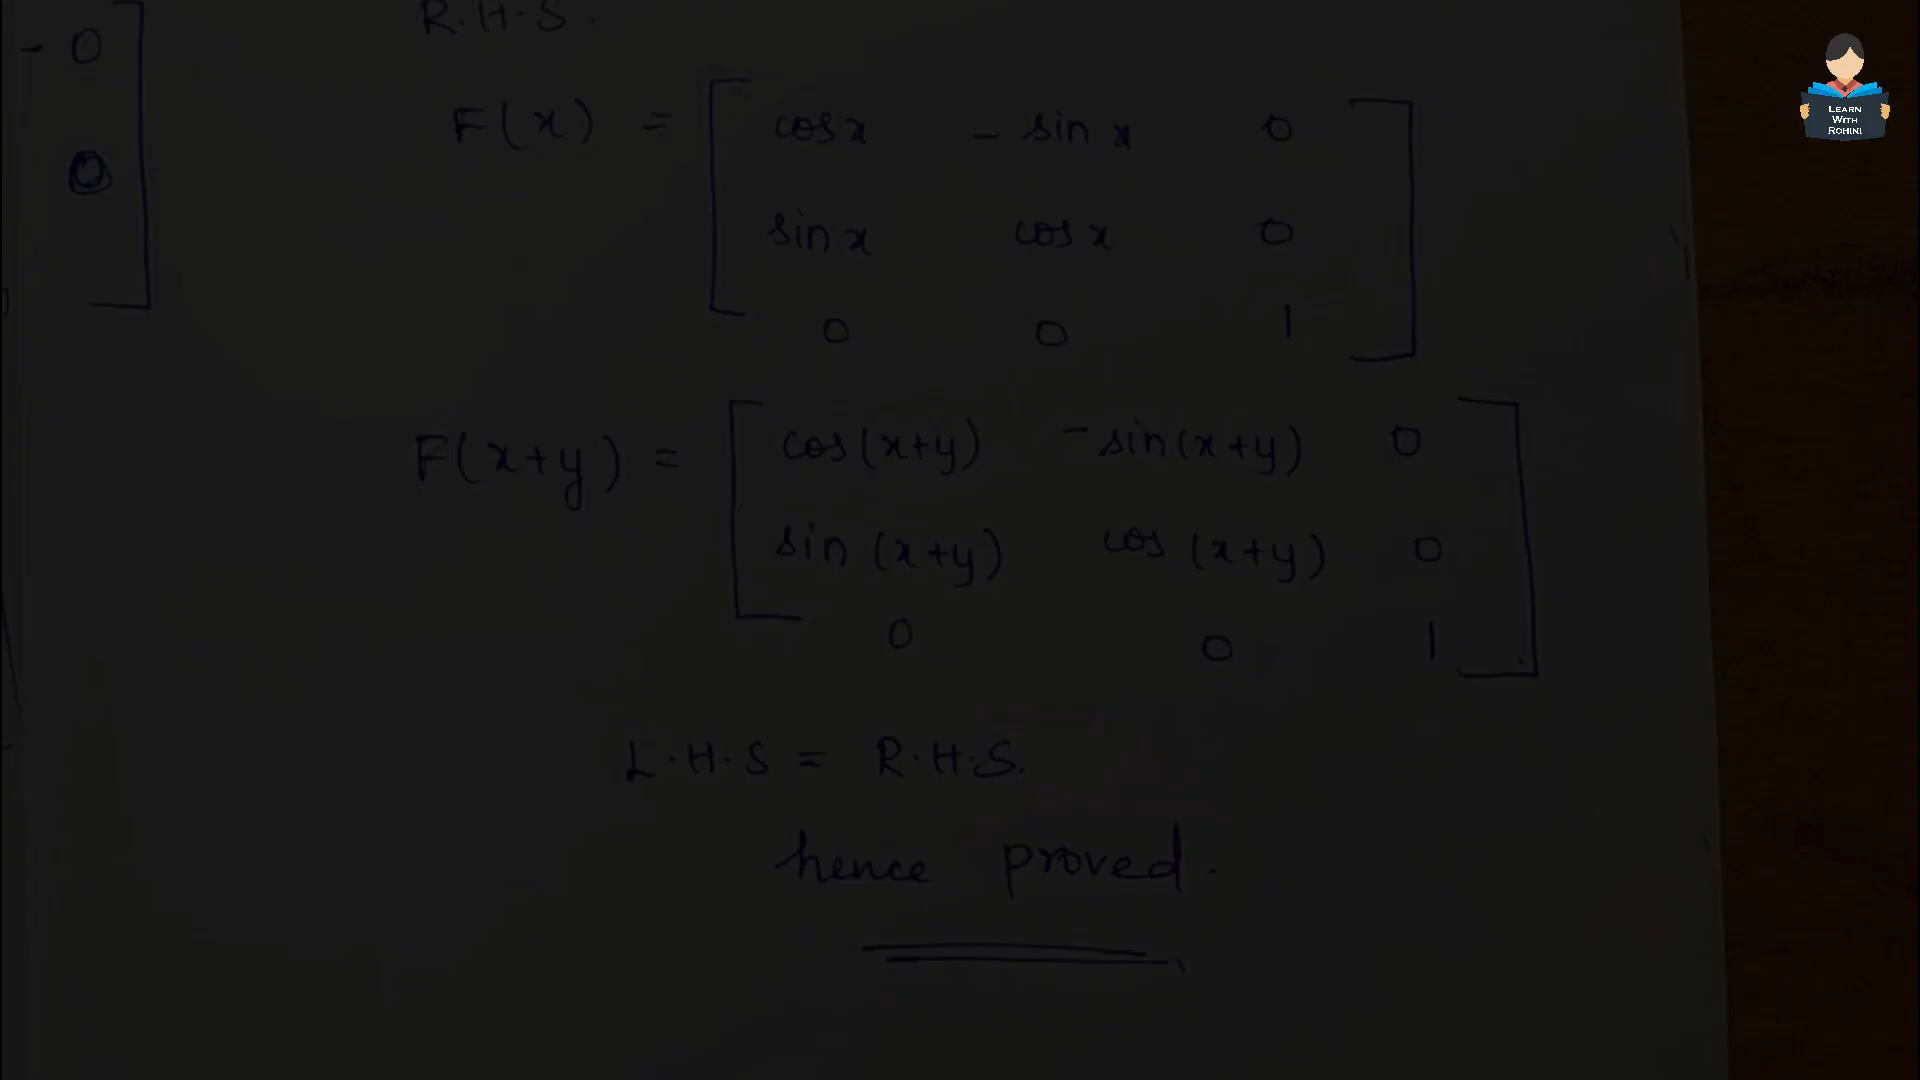 R.H.S.
- 0
0
F(x) = [ cos x - sin x 0
sin x cos x 0
0 0 1 ]
F(x+y) = [ cos(x+y) -sin(x+y) 0
sin (x+y) cos (x+y) 0
0 0 1 ]
L.H.S = R.H.S.
hence proved.
LEARN
WITH
ROHINI